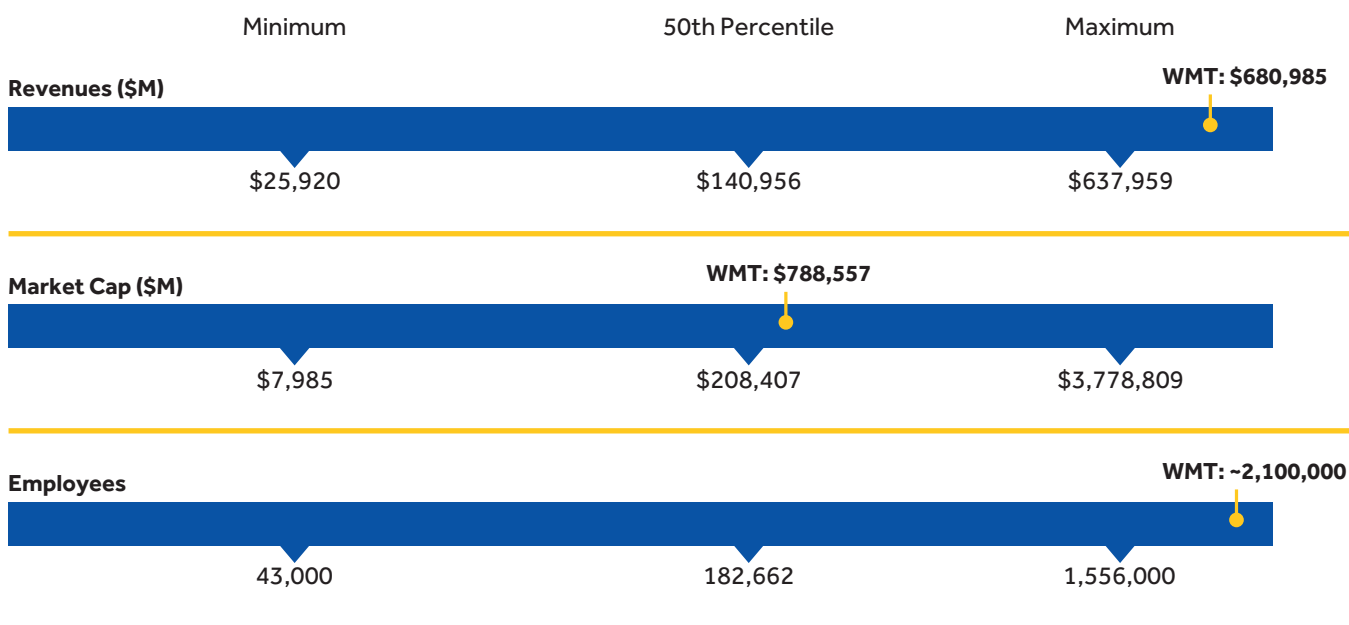 Minimum 50th Percentile Maximum
WMT: $680,985
Revenues ($M)
$25,920 $140,956 $637,959
WMT: $788,557
Market Cap ($M)
$7,985 $208,407 $3,778,809
WMT: ~2,100,000
Employees
43,000 182,662 1,556,000